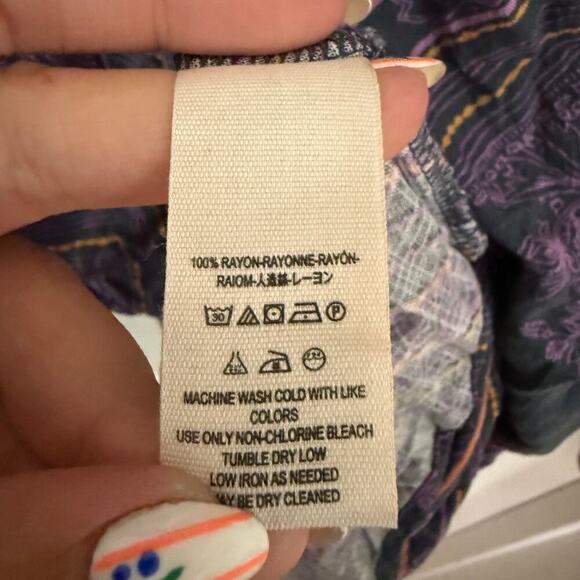 100% RAYON-RAYONNE-RAYÓN-
RAIOM-人造絲-レーヨン
30 P
MACHINE WASH COLD WITH LIKE
COLORS
USE ONLY NON-CHLORINE BLEACH
TUMBLE DRY LOW
LOW IRON AS NEEDED
BE DRY CLEANED